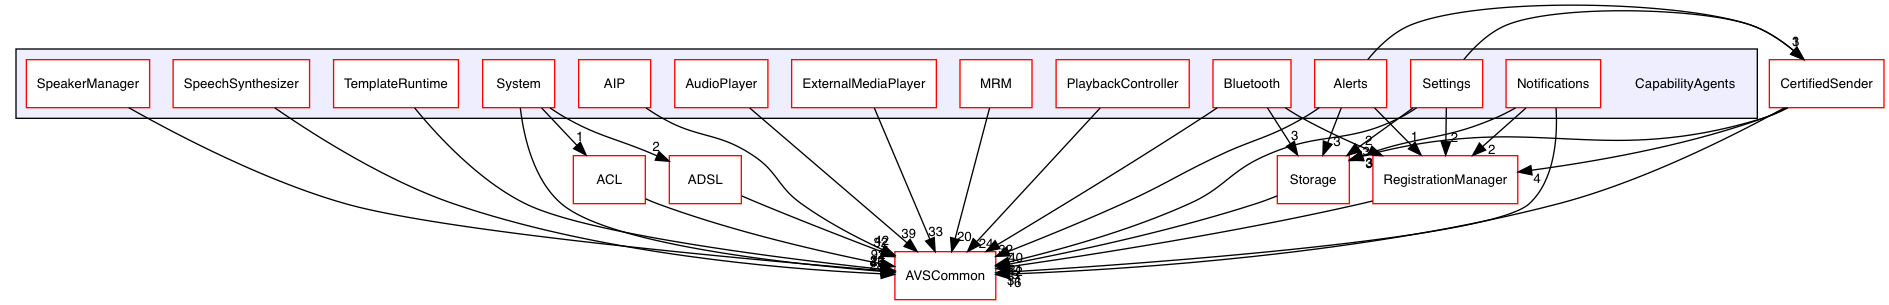 SpeakerManager
SpeechSynthesizer
TemplateRuntime
System
AIP
AudioPlayer
ExternalMediaPlayer
MRM
PlaybackController
Bluetooth
Alerts
Settings
Notifications
CapabilityAgents
CertifiedSender
1
2
3
3
1
2
2
4
ACL
ADSL
Storage
RegistrationManager
39
33
20
24
16
AVSCommon